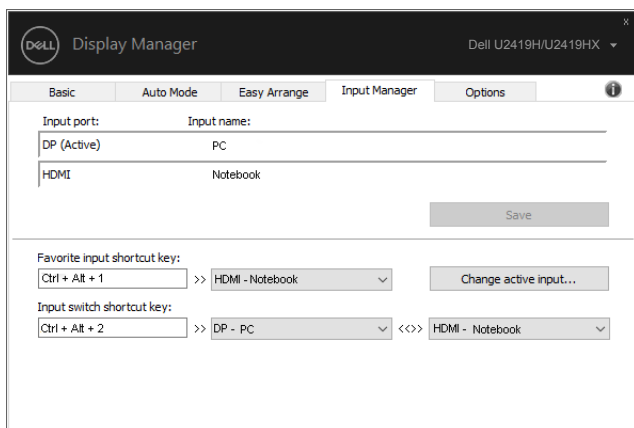 x
DELL Display Manager Dell U2419H/U2419HX
Basic Auto Mode Easy Arrange Input Manager Options i
Input port: Input name:
DP (Active) PC
HDMI Notebook
Save
Favorite input shortcut key:
Ctrl + Alt + 1 >> HDMI - Notebook Change active input...
Input switch shortcut key:
Ctrl + Alt + 2 >> DP - PC <<>> HDMI - Notebook